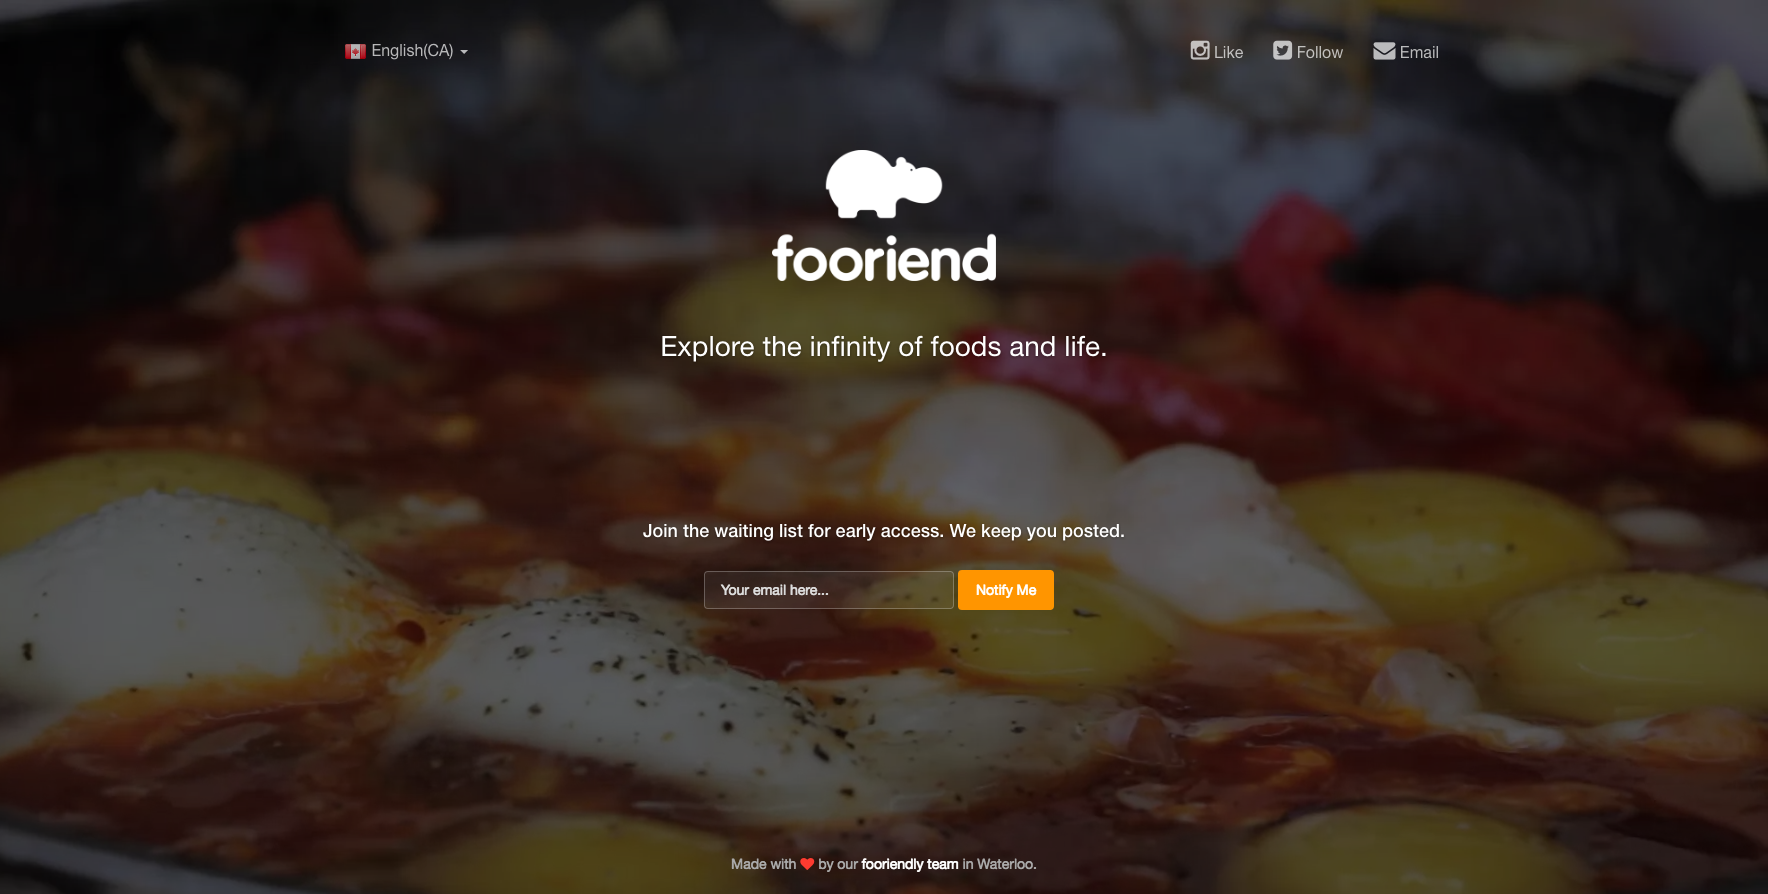 English(CA)
Like
Follow
Email
fooriend
Explore the infinity of foods and life.
Join the waiting list for early access. We keep you posted.
Your email here...
Notify Me
Made with ❤ by our fooriendly team in Waterloo.